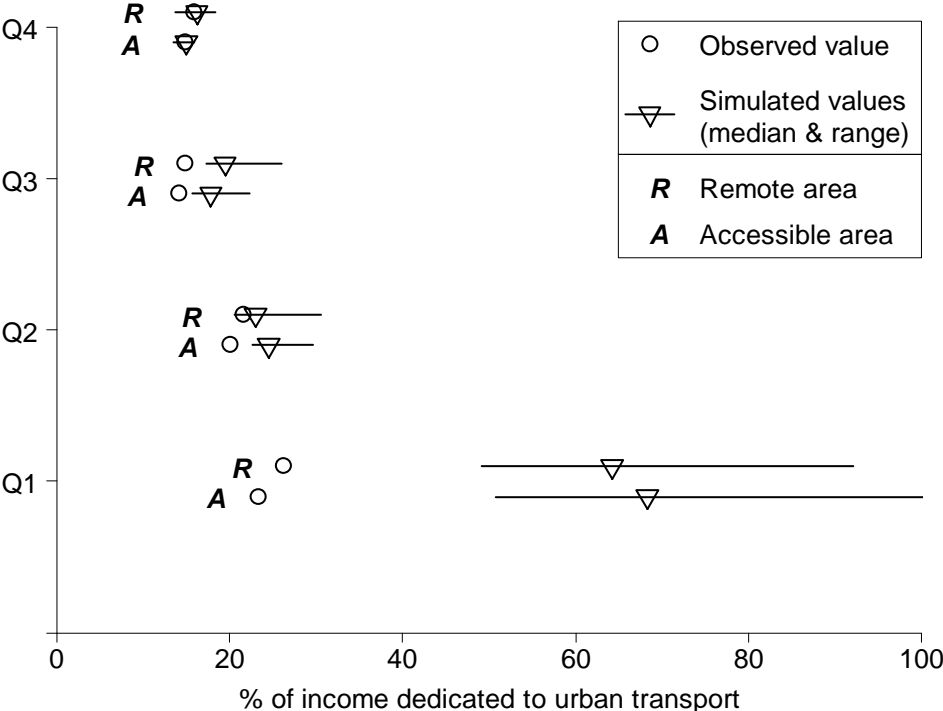 Q4
R
A
Observed value
Simulated values
(median & range)
R Remote area
A Accessible area
Q3
R
A
Q2
R
A
Q1
R
A
0 20 40 60 80 100
% of income dedicated to urban transport